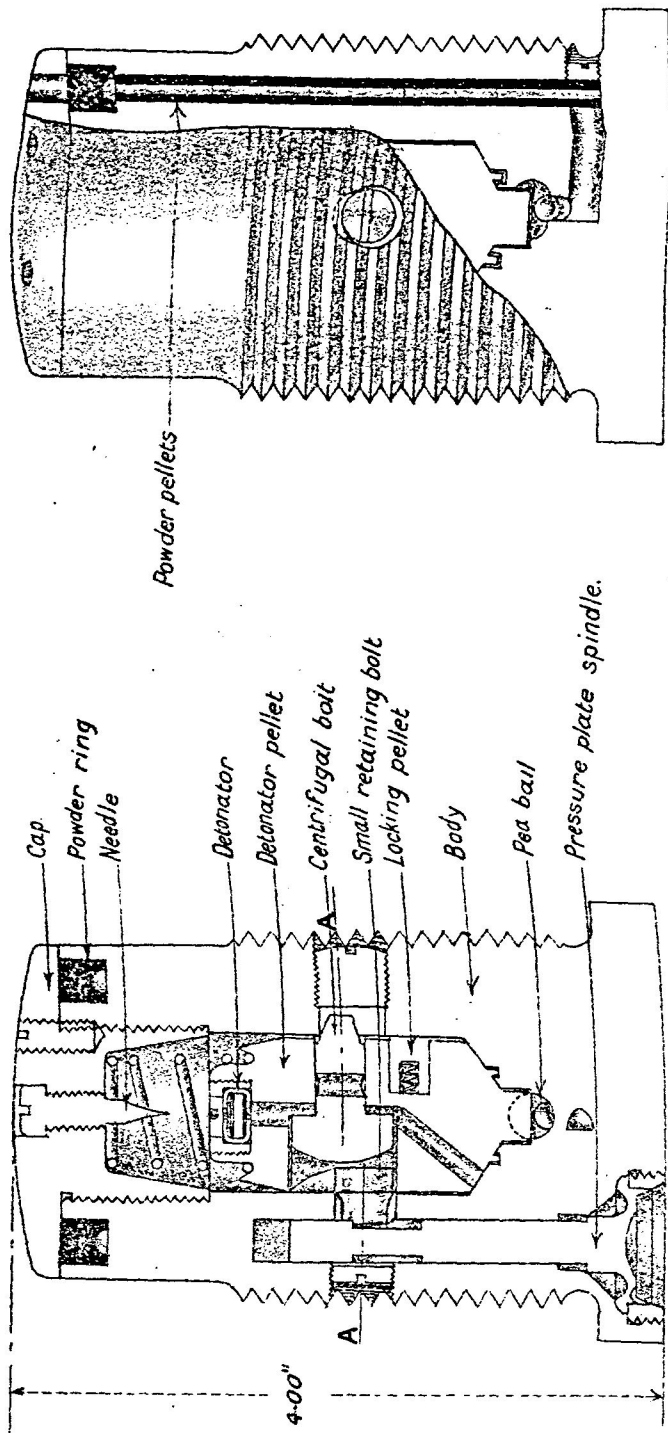 Powder pellets
Cap
Powder ring
Needle
Detonator
Detonator pellet
Centrifugal bolt
Small retaining bolt
Locking pellet
Body
Pea ball
Pressure plate spindle.
A
A
4·00"